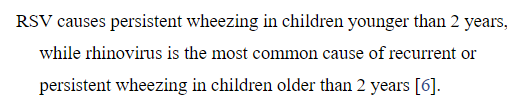 RSV causes persistent wheezing in children younger than 2 years,
while rhinovirus is the most common cause of recurrent or
persistent wheezing in children older than 2 years [6].